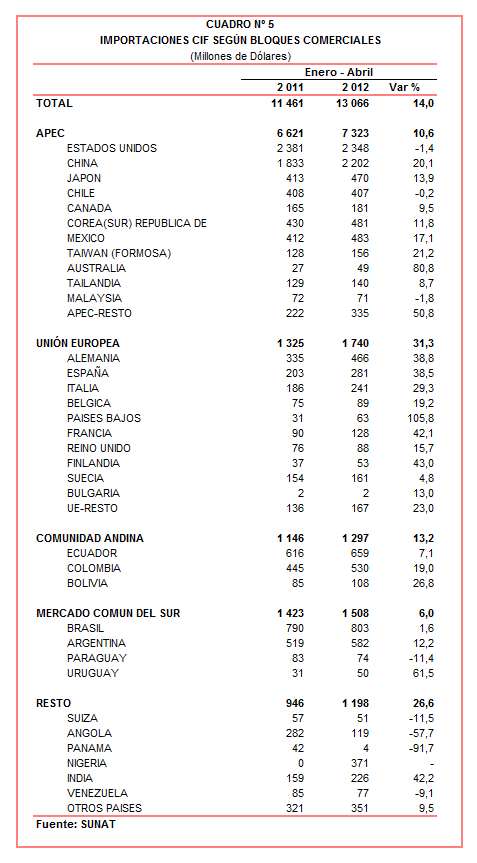 CUADRO Nº 5
IMPORTACIONES CIF SEGÚN BLOQUES COMERCIALES
(Millones de Dólares)
Enero - Abril
2 011 2 012 Var %
TOTAL 11 461 13 066 14,0
APEC 6 621 7 323 10,6
ESTADOS UNIDOS 2 381 2 348 -1,4
CHINA 1 833 2 202 20,1
JAPON 413 470 13,9
CHILE 408 407 -0,2
CANADA 165 181 9,5
COREA(SUR) REPUBLICA DE 430 481 11,8
MEXICO 412 483 17,1
TAIWAN (FORMOSA) 128 156 21,2
AUSTRALIA 27 49 80,8
TAILANDIA 129 140 8,7
MALAYSIA 72 71 -1,8
APEC-RESTO 222 335 50,8
UNIÓN EUROPEA 1 325 1 740 31,3
ALEMANIA 335 466 38,8
ESPAÑA 203 281 38,5
ITALIA 186 241 29,3
BELGICA 75 89 19,2
PAISES BAJOS 31 63 105,8
FRANCIA 90 128 42,1
REINO UNIDO 76 88 15,7
FINLANDIA 37 53 43,0
SUECIA 154 161 4,8
BULGARIA 2 2 13,0
UE-RESTO 136 167 23,0
COMUNIDAD ANDINA 1 146 1 297 13,2
ECUADOR 616 659 7,1
COLOMBIA 445 530 19,0
BOLIVIA 85 108 26,8
MERCADO COMUN DEL SUR 1 423 1 508 6,0
BRASIL 790 803 1,6
ARGENTINA 519 582 12,2
PARAGUAY 83 74 -11,4
URUGUAY 31 50 61,5
RESTO 946 1 198 26,6
SUIZA 57 51 -11,5
ANGOLA 282 119 -57,7
PANAMA 42 4 -91,7
NIGERIA 0 371 -
INDIA 159 226 42,2
VENEZUELA 85 77 -9,1
OTROS PAISES 321 351 9,5
Fuente: SUNAT